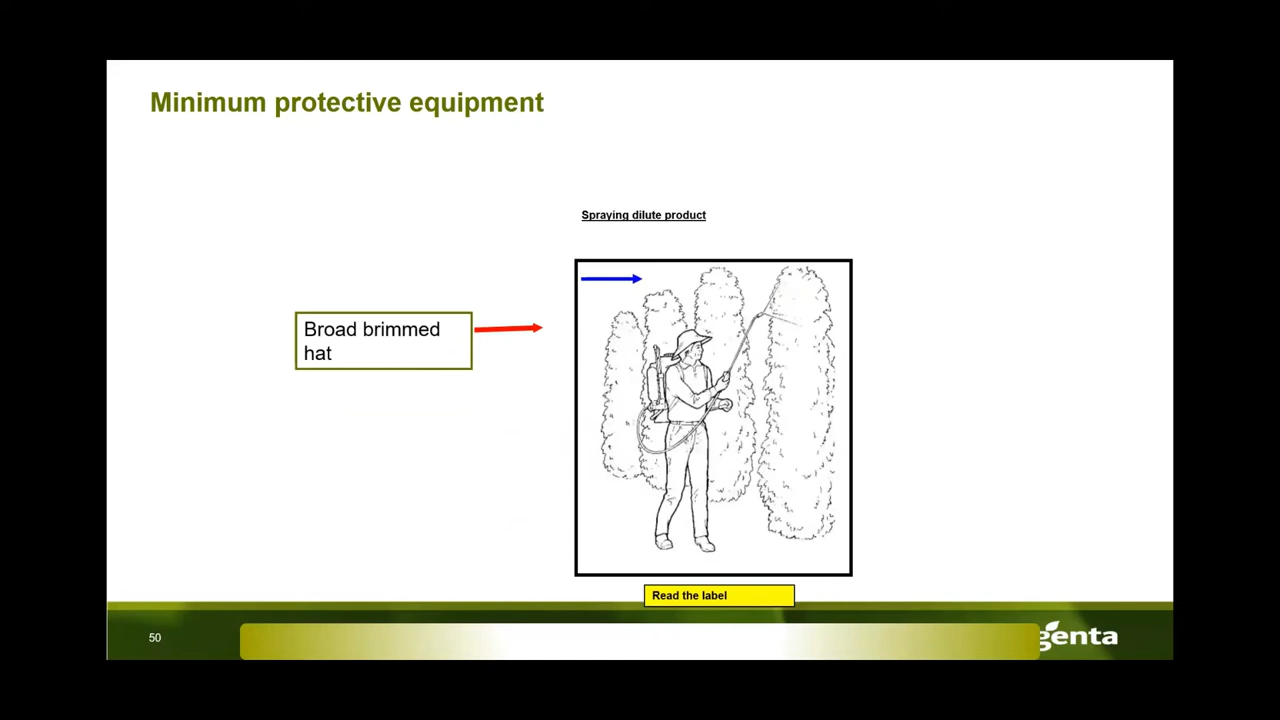 Minimum protective equipment
Spraying dilute product
Broad brimmed
hat
Read the label
50
genta